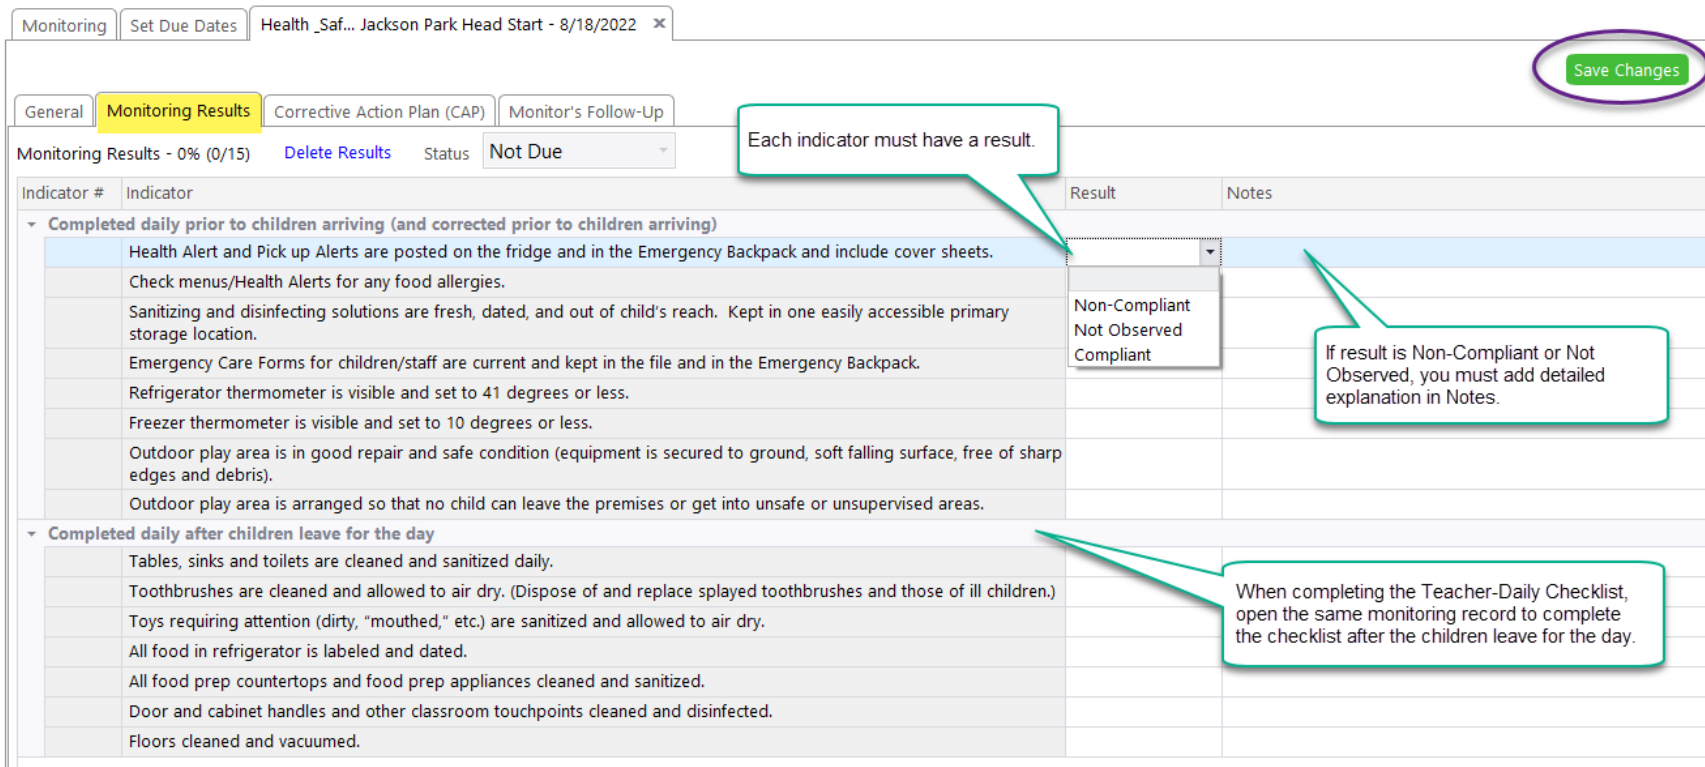 Monitoring
Set Due Dates
Health _Saf... Jackson Park Head Start - 8/18/2022 ×
Save Changes
General
Monitoring Results
Corrective Action Plan (CAP)
Monitor's Follow-Up
Each indicator must have a result.
Monitoring Results - 0% (0/15)
Delete Results
Status
Not Due
Indicator #
Indicator
Result
Notes
Completed daily prior to children arriving (and corrected prior to children arriving)
Health Alert and Pick up Alerts are posted on the fridge and in the Emergency Backpack and include cover sheets.
Check menus/Health Alerts for any food allergies.
Sanitizing and disinfecting solutions are fresh, dated, and out of child's reach.  Kept in one easily accessible primary
storage location.
Emergency Care Forms for children/staff are current and kept in the file and in the Emergency Backpack.
Refrigerator thermometer is visible and set to 41 degrees or less.
Freezer thermometer is visible and set to 10 degrees or less.
Outdoor play area is in good repair and safe condition (equipment is secured to ground, soft falling surface, free of sharp
edges and debris).
Outdoor play area is arranged so that no child can leave the premises or get into unsafe or unsupervised areas.
Non-Compliant
Not Observed
Compliant
If result is Non-Compliant or Not
Observed, you must add detailed
explanation in Notes.
Completed daily after children leave for the day
Tables, sinks and toilets are cleaned and sanitized daily.
Toothbrushes are cleaned and allowed to air dry. (Dispose of and replace splayed toothbrushes and those of ill children.)
Toys requiring attention (dirty, “mouthed,” etc.) are sanitized and allowed to air dry.
All food in refrigerator is labeled and dated.
All food prep countertops and food prep appliances cleaned and sanitized.
Door and cabinet handles and other classroom touchpoints cleaned and disinfected.
Floors cleaned and vacuumed.
When completing the Teacher-Daily Checklist,
open the same monitoring record to complete
the checklist after the children leave for the day.